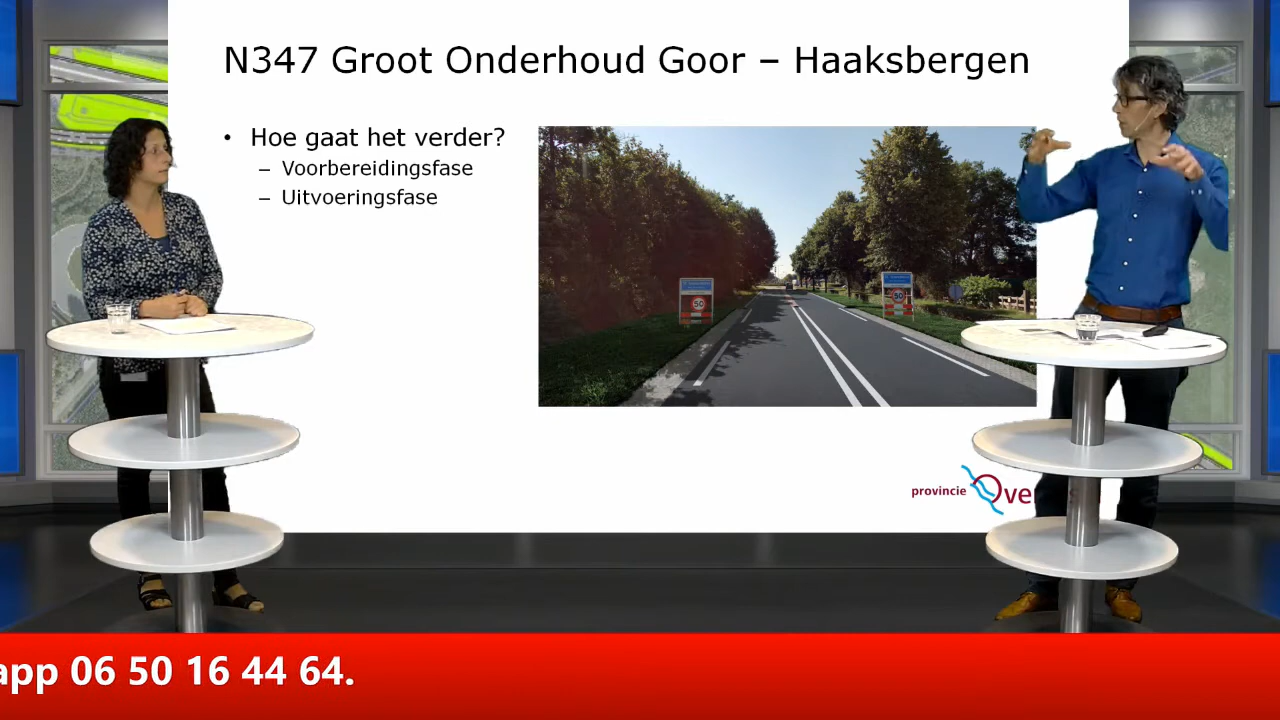 N347 Groot Onderhoud Goor – Haaksbergen
• Hoe gaat het verder?
– Voorbereidingsfase
– Uitvoeringsfase
50
50
provincie
app 06 50 16 44 64.